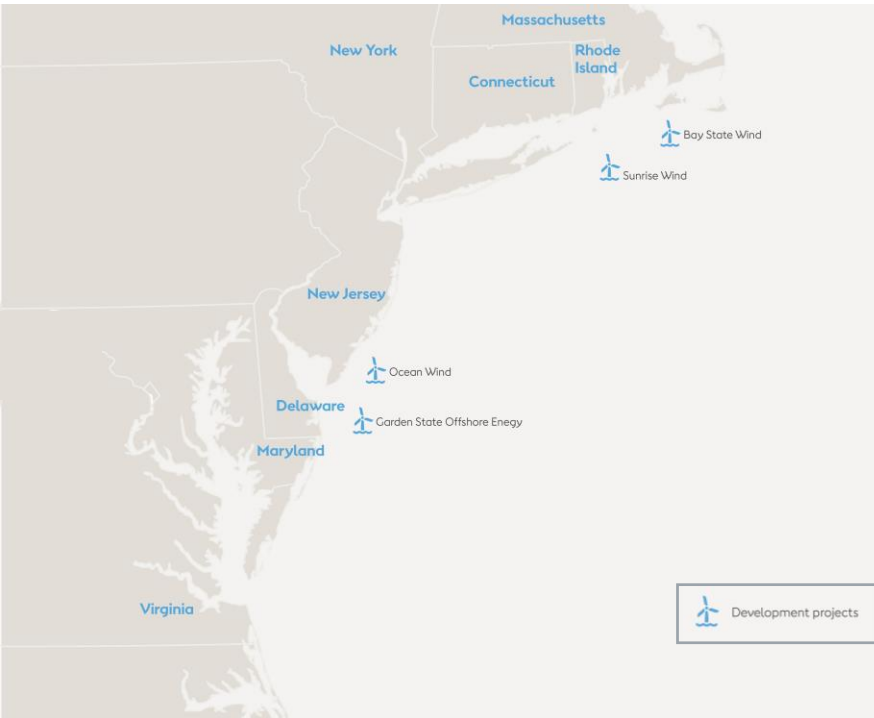 Massachusetts
New York
Rhode
Island
Connecticut
Bay State Wind
Sunrise Wind
New Jersey
Ocean Wind
Delaware
Garden State Offshore Enegy
Maryland
Virginia
Development projects